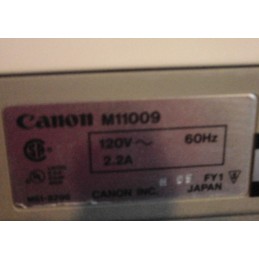 Canon M11009
120V~ 60Hz
2.2A
FY1
CANON INC. JAPAN